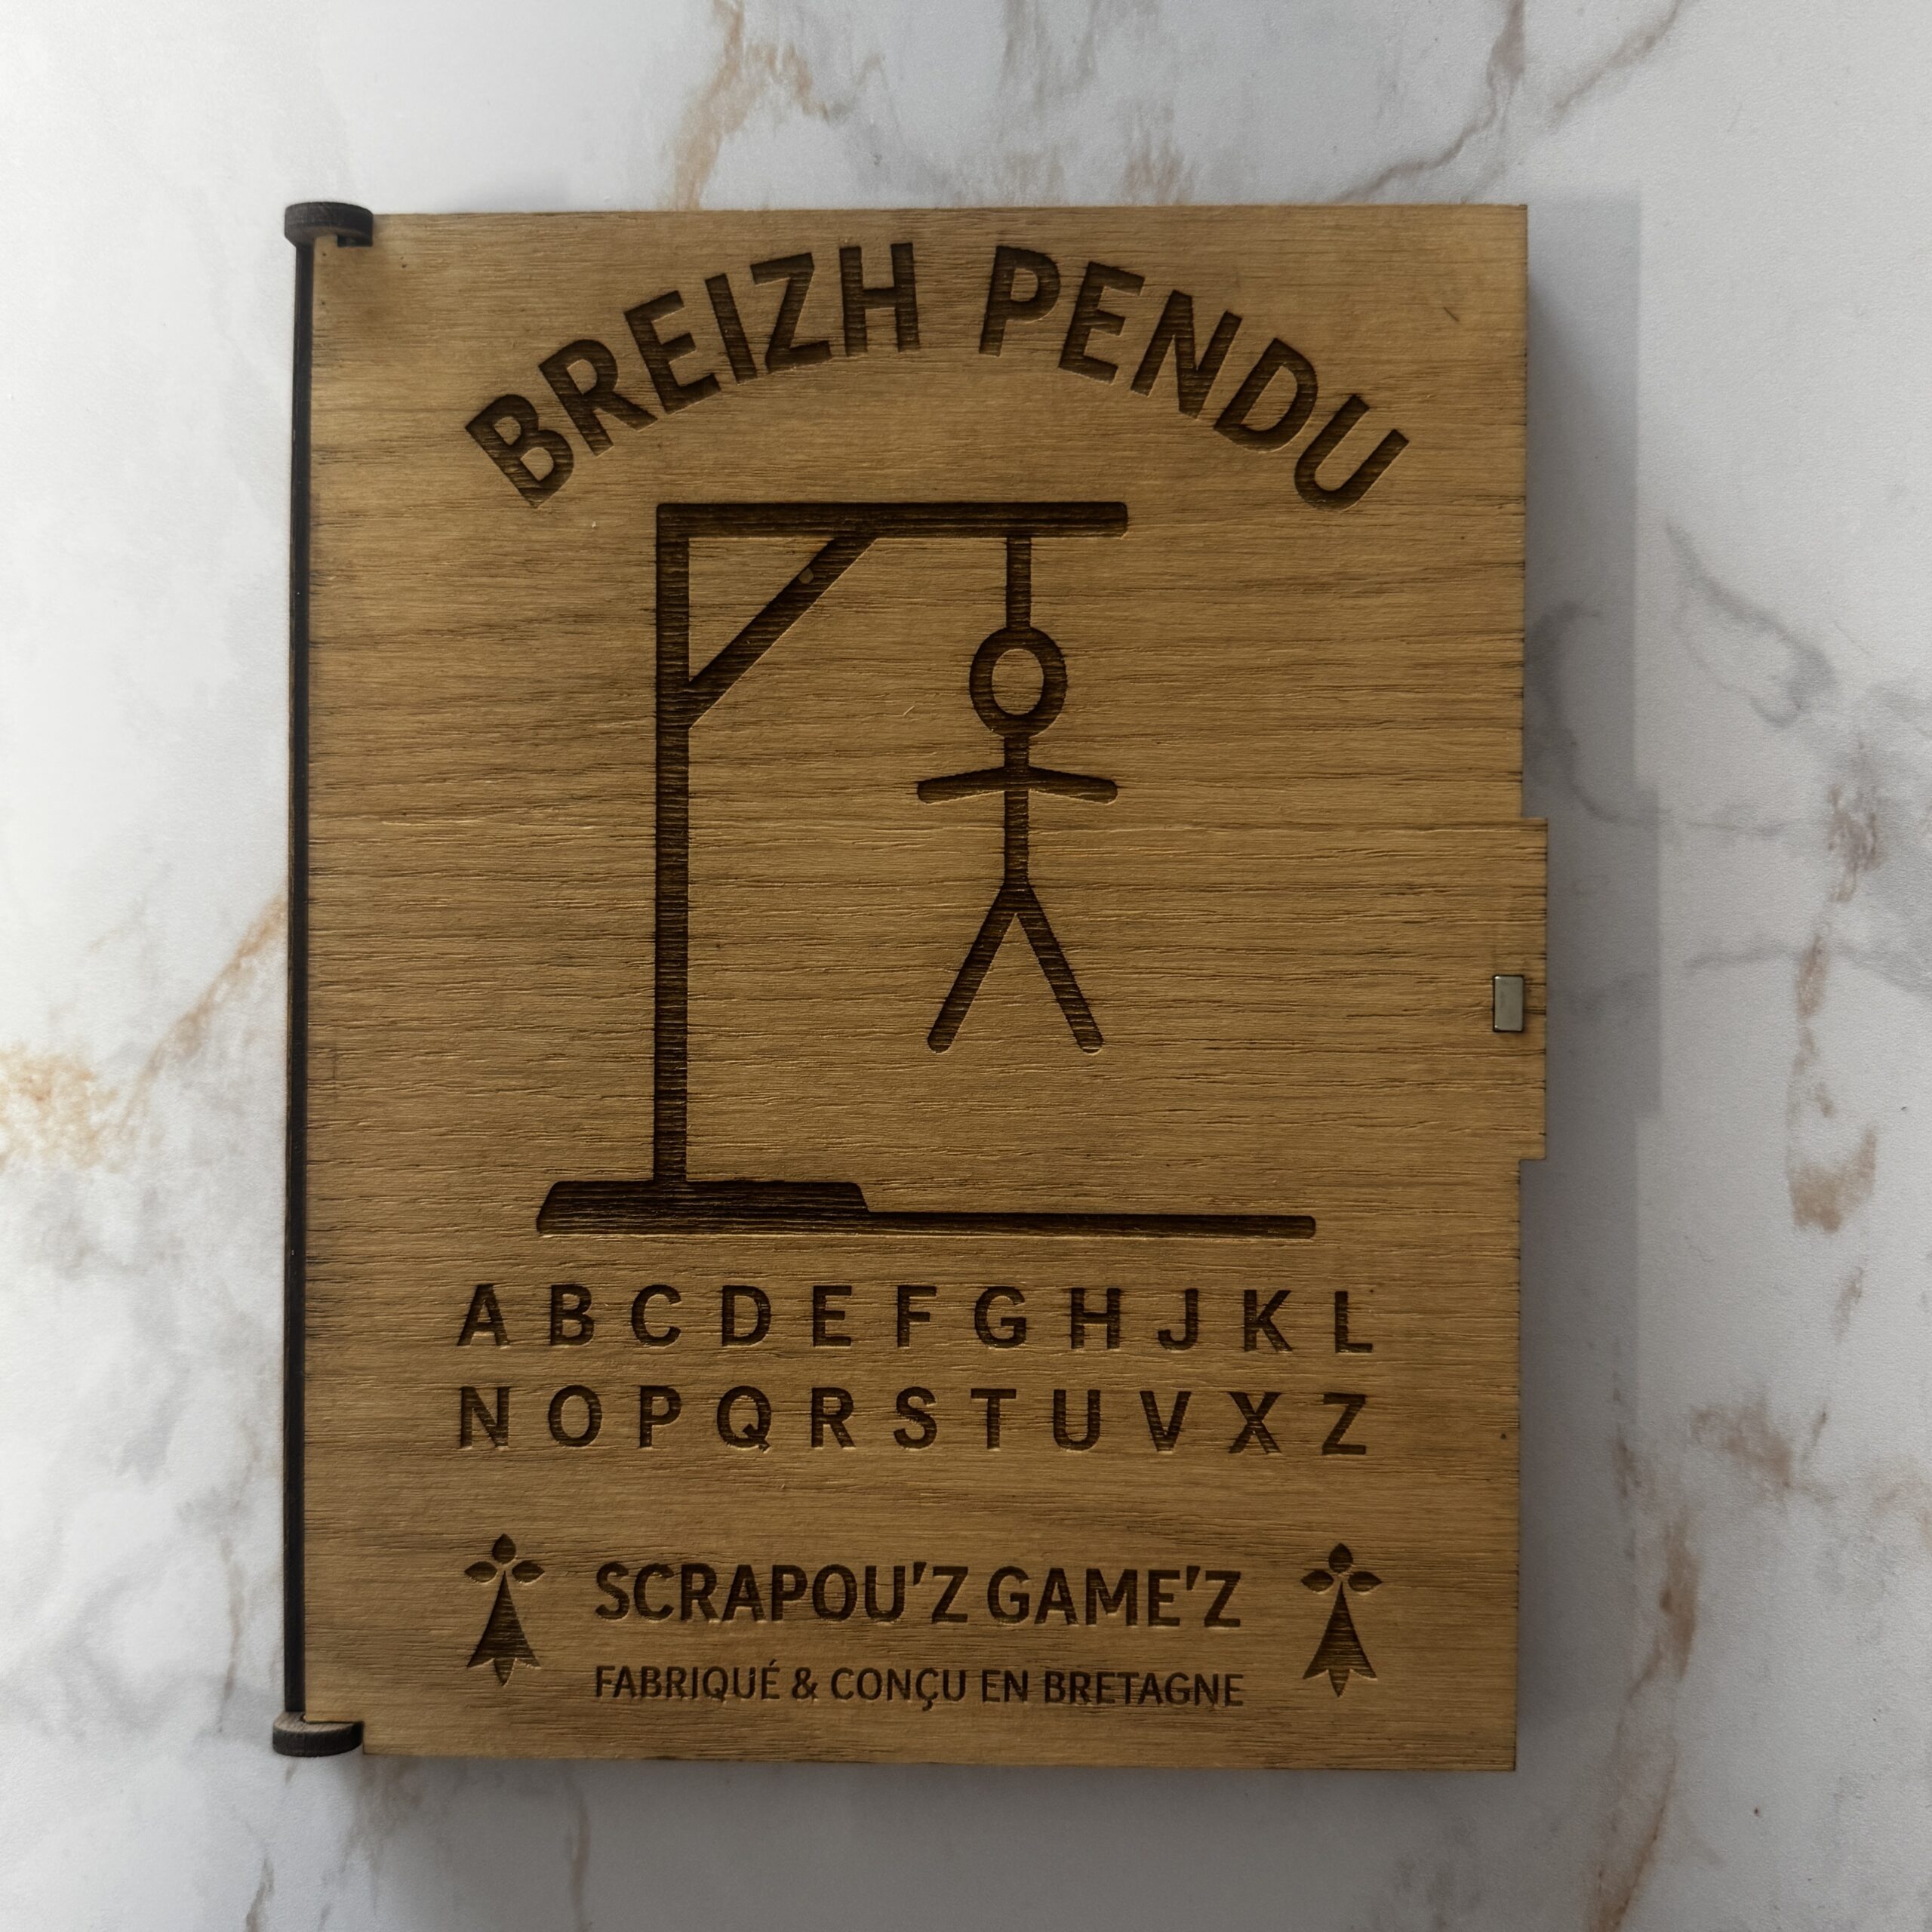 BREIZH PENDU
A B C D E F G H J K L
N O P Q R S T U V X Z
SCRAPOU'Z GAME'Z
FABRIQUÉ & CONÇU EN BRETAGNE